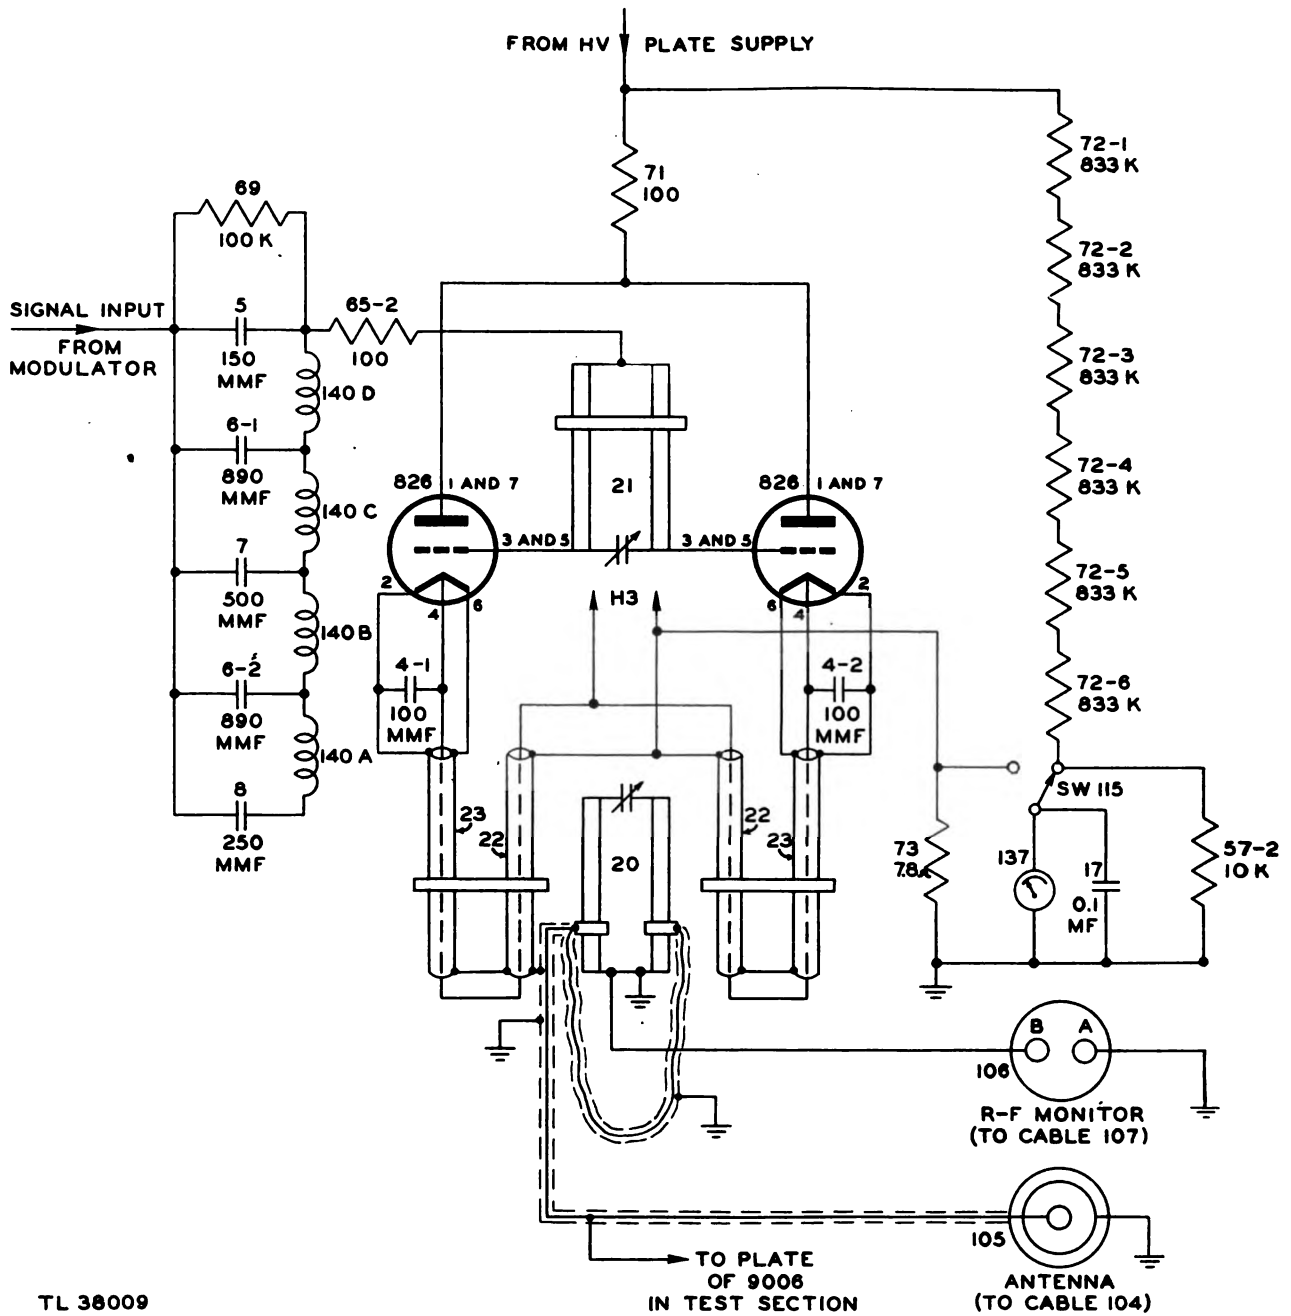 FROM HV PLATE SUPPLY
71
100
72-1
833 K
72-2
833 K
72-3
833 K
72-4
833 K
72-5
833 K
72-6
833 K
69
100 K
SIGNAL INPUT
FROM
MODULATOR
5
150
MMF
65-2
100
140 D
6-1
890
MMF
140 C
7
500
MMF
140 B
6-2
890
MMF
140 A
8
250
MMF
826
1 AND 7
826
1 AND 7
21
3 AND 5
3 AND 5
2
4
6
6
4
2
H3
4-1
100
MMF
4-2
100
MMF
23
22
20
22
23
SW 115
73
137
17
0.1
MF
57-2
10 K
B A
106
R-F MONITOR
(TO CABLE 107)
105
ANTENNA
(TO CABLE 104)
TO PLATE
OF 9006
IN TEST SECTION
TL 38009